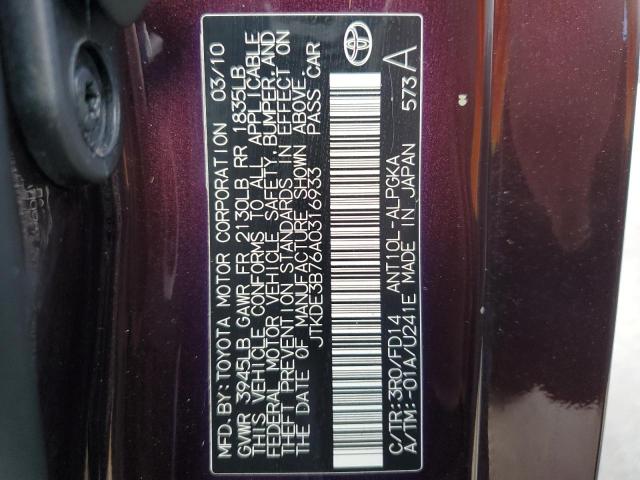 MFD. BY: TOYOTA MOTOR CORPORATION 03/10
GVWR 3945LB GAWR FR 2130LB RR 1835LB
THIS VEHICLE CONFORMS TO ALL APPLICABLE
FEDERAL MOTOR VEHICLE SAFETY, BUMPER, AND
THEFT PREVENTION STANDARDS IN EFFECT ON
THE DATE OF MANUFACTURE SHOWN ABOVE.
JTKDE3B76A0316933 PASS CAR
C/TR: 3R0/FD14 ANT10L-ALPGKA
A/TM: -01A/U241E MADE IN JAPAN 573 A